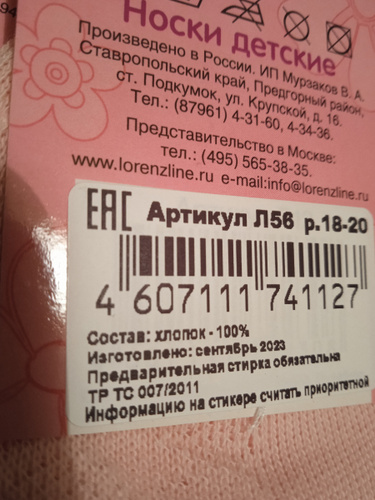 94
Носки детские
Произведено в России. ИП Мурзаков В. А.
Ставропольский край, Предгорный район,
ст. Подкумок, ул. Крупской, д. 16.
Тел.: (87961) 4-31-60, 4-34-36.
Представительство в Москве:
тел.: (495) 565-38-35.
www.lorenzline.ru e-mail:info@lorenzline.ru
ЕАС Артикул Л56 р.18-20
4 607111 741127
Состав: хлопок - 100%
Изготовлено: сентябрь 2023
Предварительная стирка обязательна
ТР ТС 007/2011
Информацию на стикере считать приоритетной